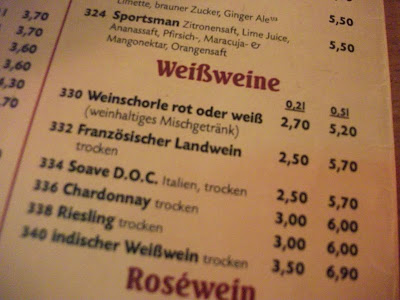 Limette, brauner Zucker, Ginger Ale
5,50
324 Sportsman Zitronensaft, Lime Juice,
Ananassaft, Pfirsich-, Maracuja- &
Mangonektar, Orangensaft
5,50
3,70
3,70
3,60
3,60
4,30
3,70
Weißweine
0,2l 0,5l
330 Weinschorle rot oder weiß
(weinhaltiges Mischgetränk) 2,70 5,20
332 Französischer Landwein
trocken 2,50 5,70
334 Soave D.O.C. Italien, trocken 2,50 5,70
336 Chardonnay trocken 3,00 6,00
338 Riesling trocken 3,00 6,00
340 indischer Weißwein trocken 3,50 6,90
Roséwein